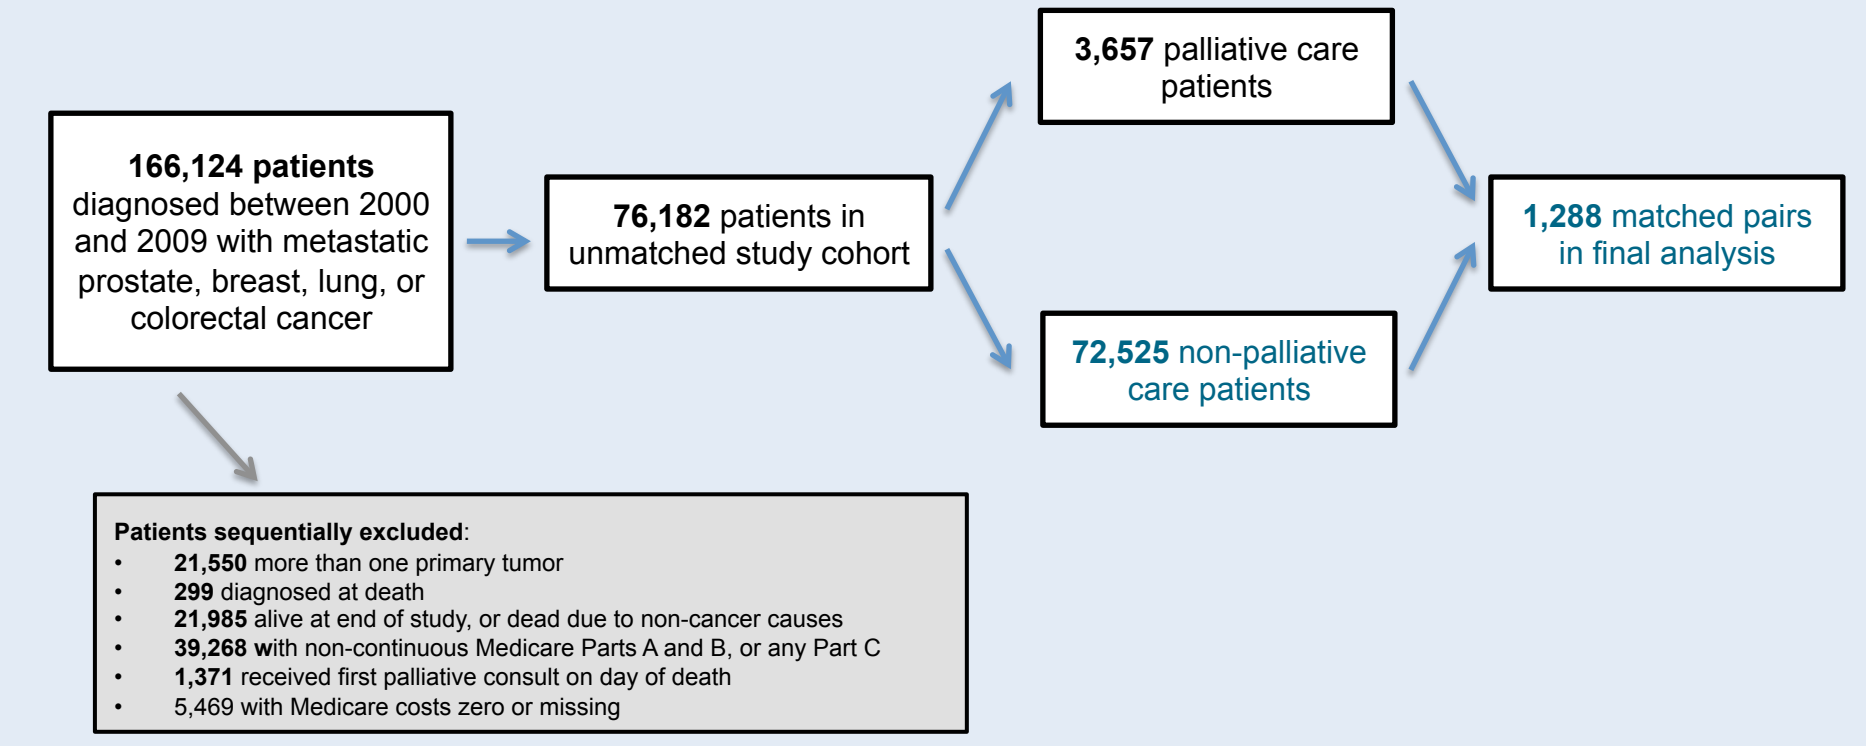 166,124 patients
diagnosed between 2000
and 2009 with metastatic
prostate, breast, lung, or
colorectal cancer
76,182 patients in
unmatched study cohort
3,657 palliative care
patients
72,525 non-palliative
care patients
1,288 matched pairs
in final analysis
Patients sequentially excluded:
• 21,550 more than one primary tumor
• 299 diagnosed at death
• 21,985 alive at end of study, or dead due to non-cancer causes
• 39,268 with non-continuous Medicare Parts A and B, or any Part C
• 1,371 received first palliative consult on day of death
• 5,469 with Medicare costs zero or missing